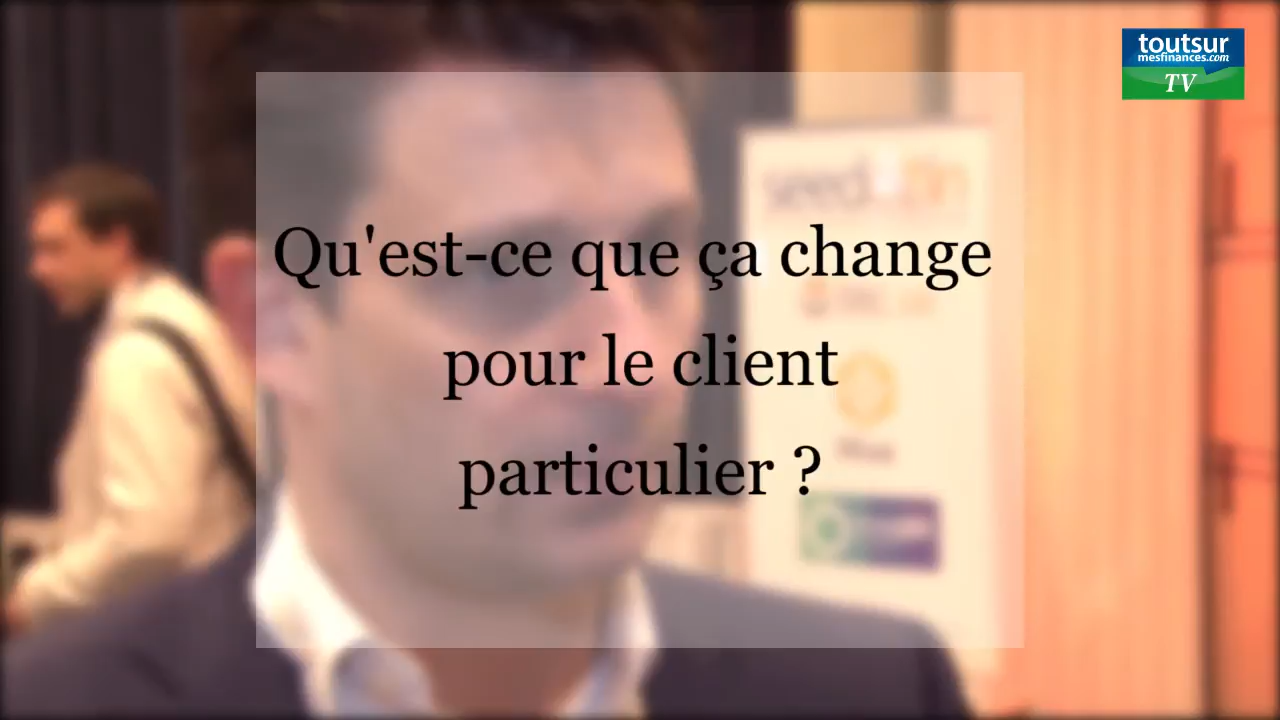 toutsur
mesfinances.com
TV
Qu'est-ce que ça change
pour le client
particulier ?